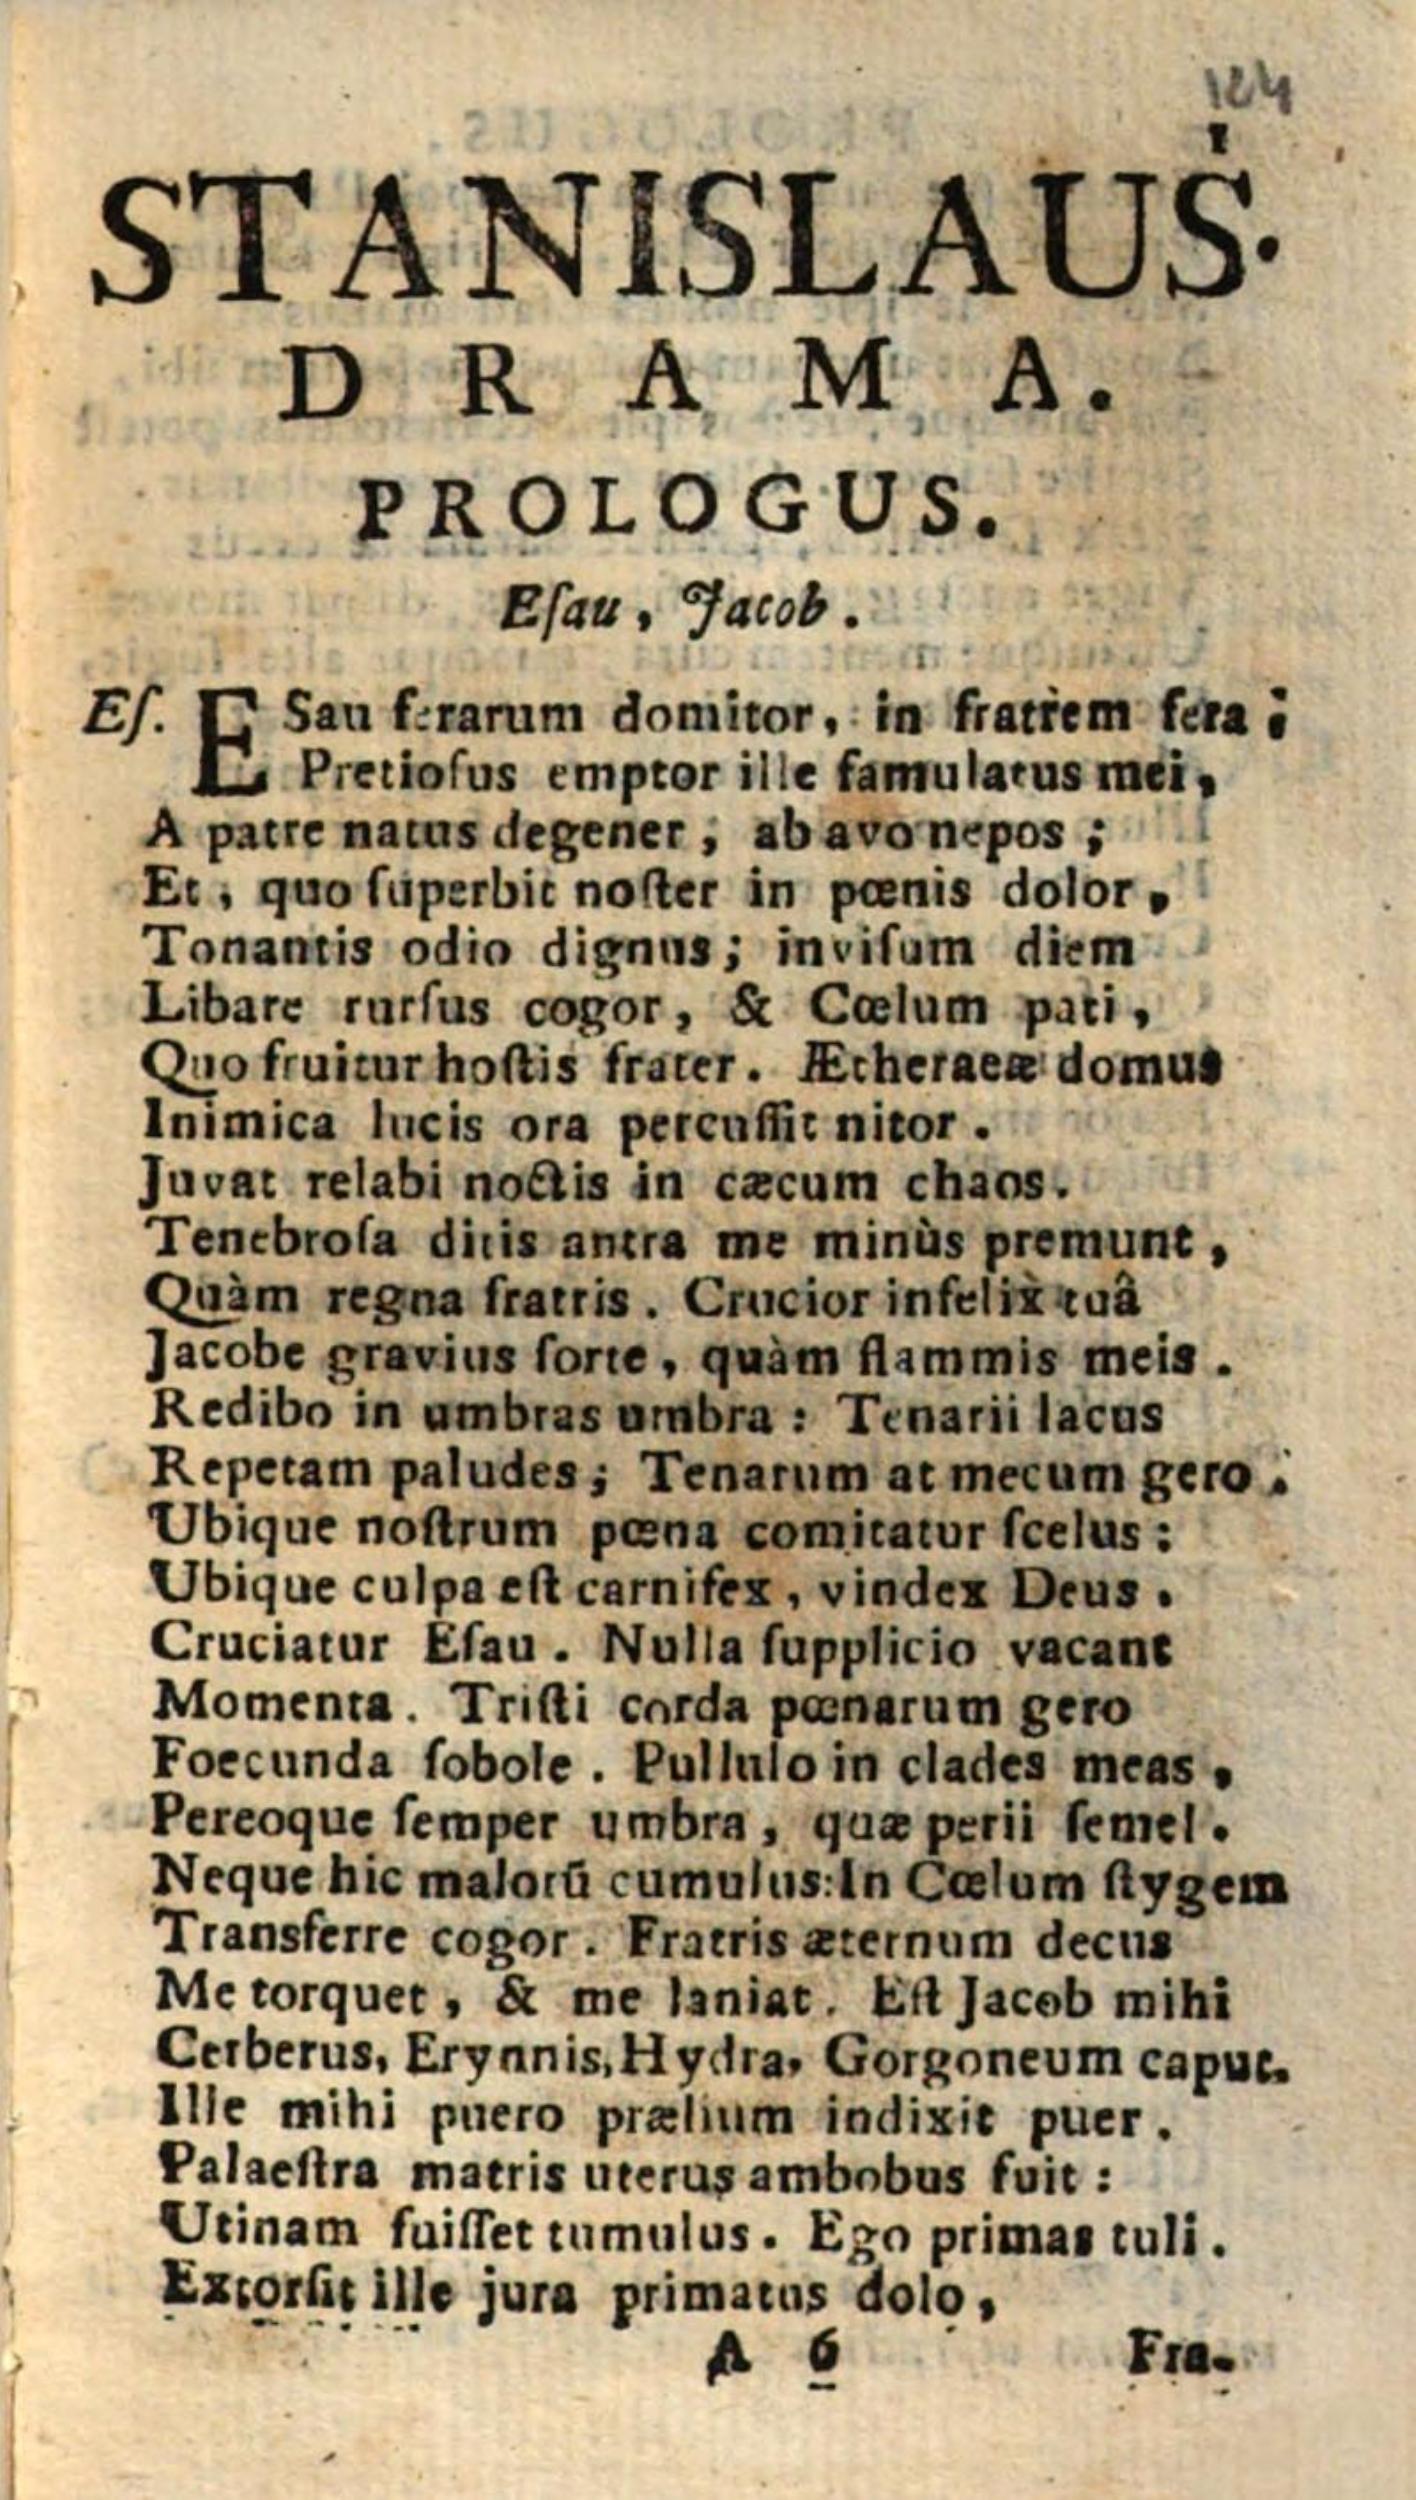 124
STANISLAUS.
DRAMA.
PROLOGUS.
Eſau, Jacob.
Eſ. ESau ferarum domitor, in fratrem fera;
Pretioſus emptor ille famulatus mei,
A patre natus degener; ab avo nepos;
Et, quo ſuperbit noſter in pœnis dolor,
Tonantis odio dignus; inviſum diem
Libare rurſus cogor, & Cœlum pati,
Quo fruitur hoſtis frater. Ætheraeæ domus
Inimica lucis ora percuſſit nitor.
Juvat relabi noctis in cæcum chaos.
Tenebroſa ditis antra me minùs premunt,
Quàm regna fratris. Crucior infelix tuâ
Jacobe gravius ſorte, quàm flammis meis.
Redibo in umbras umbra: Tenarii lacus
Repetam paludes; Tenarum at mecum gero.
Ubique noſtrum pœna comitatur ſcelus:
Ubique culpa eſt carnifex, vindex Deus.
Cruciatur Eſau. Nulla ſupplicio vacant
Momenta. Triſti corda pœnarum gero
Foecunda ſobole. Pullulo in clades meas,
Pereoque ſemper umbra, quæ perii ſemel.
Neque hic malorũ cumulus: In Cœlum ſtygem
Transferre cogor. Fratris æternum decus
Me torquet, & me laniat. Eſt Jacob mihi
Cerberus, Erynnis, Hydra, Gorgoneum caput.
Ille mihi puero prælium indixit puer.
Palaeſtra matris uterus ambobus fuit:
Utinam fuiſſet tumulus. Ego primas tuli.
Extorſit ille jura primatus dolo,
A 6 Fra-